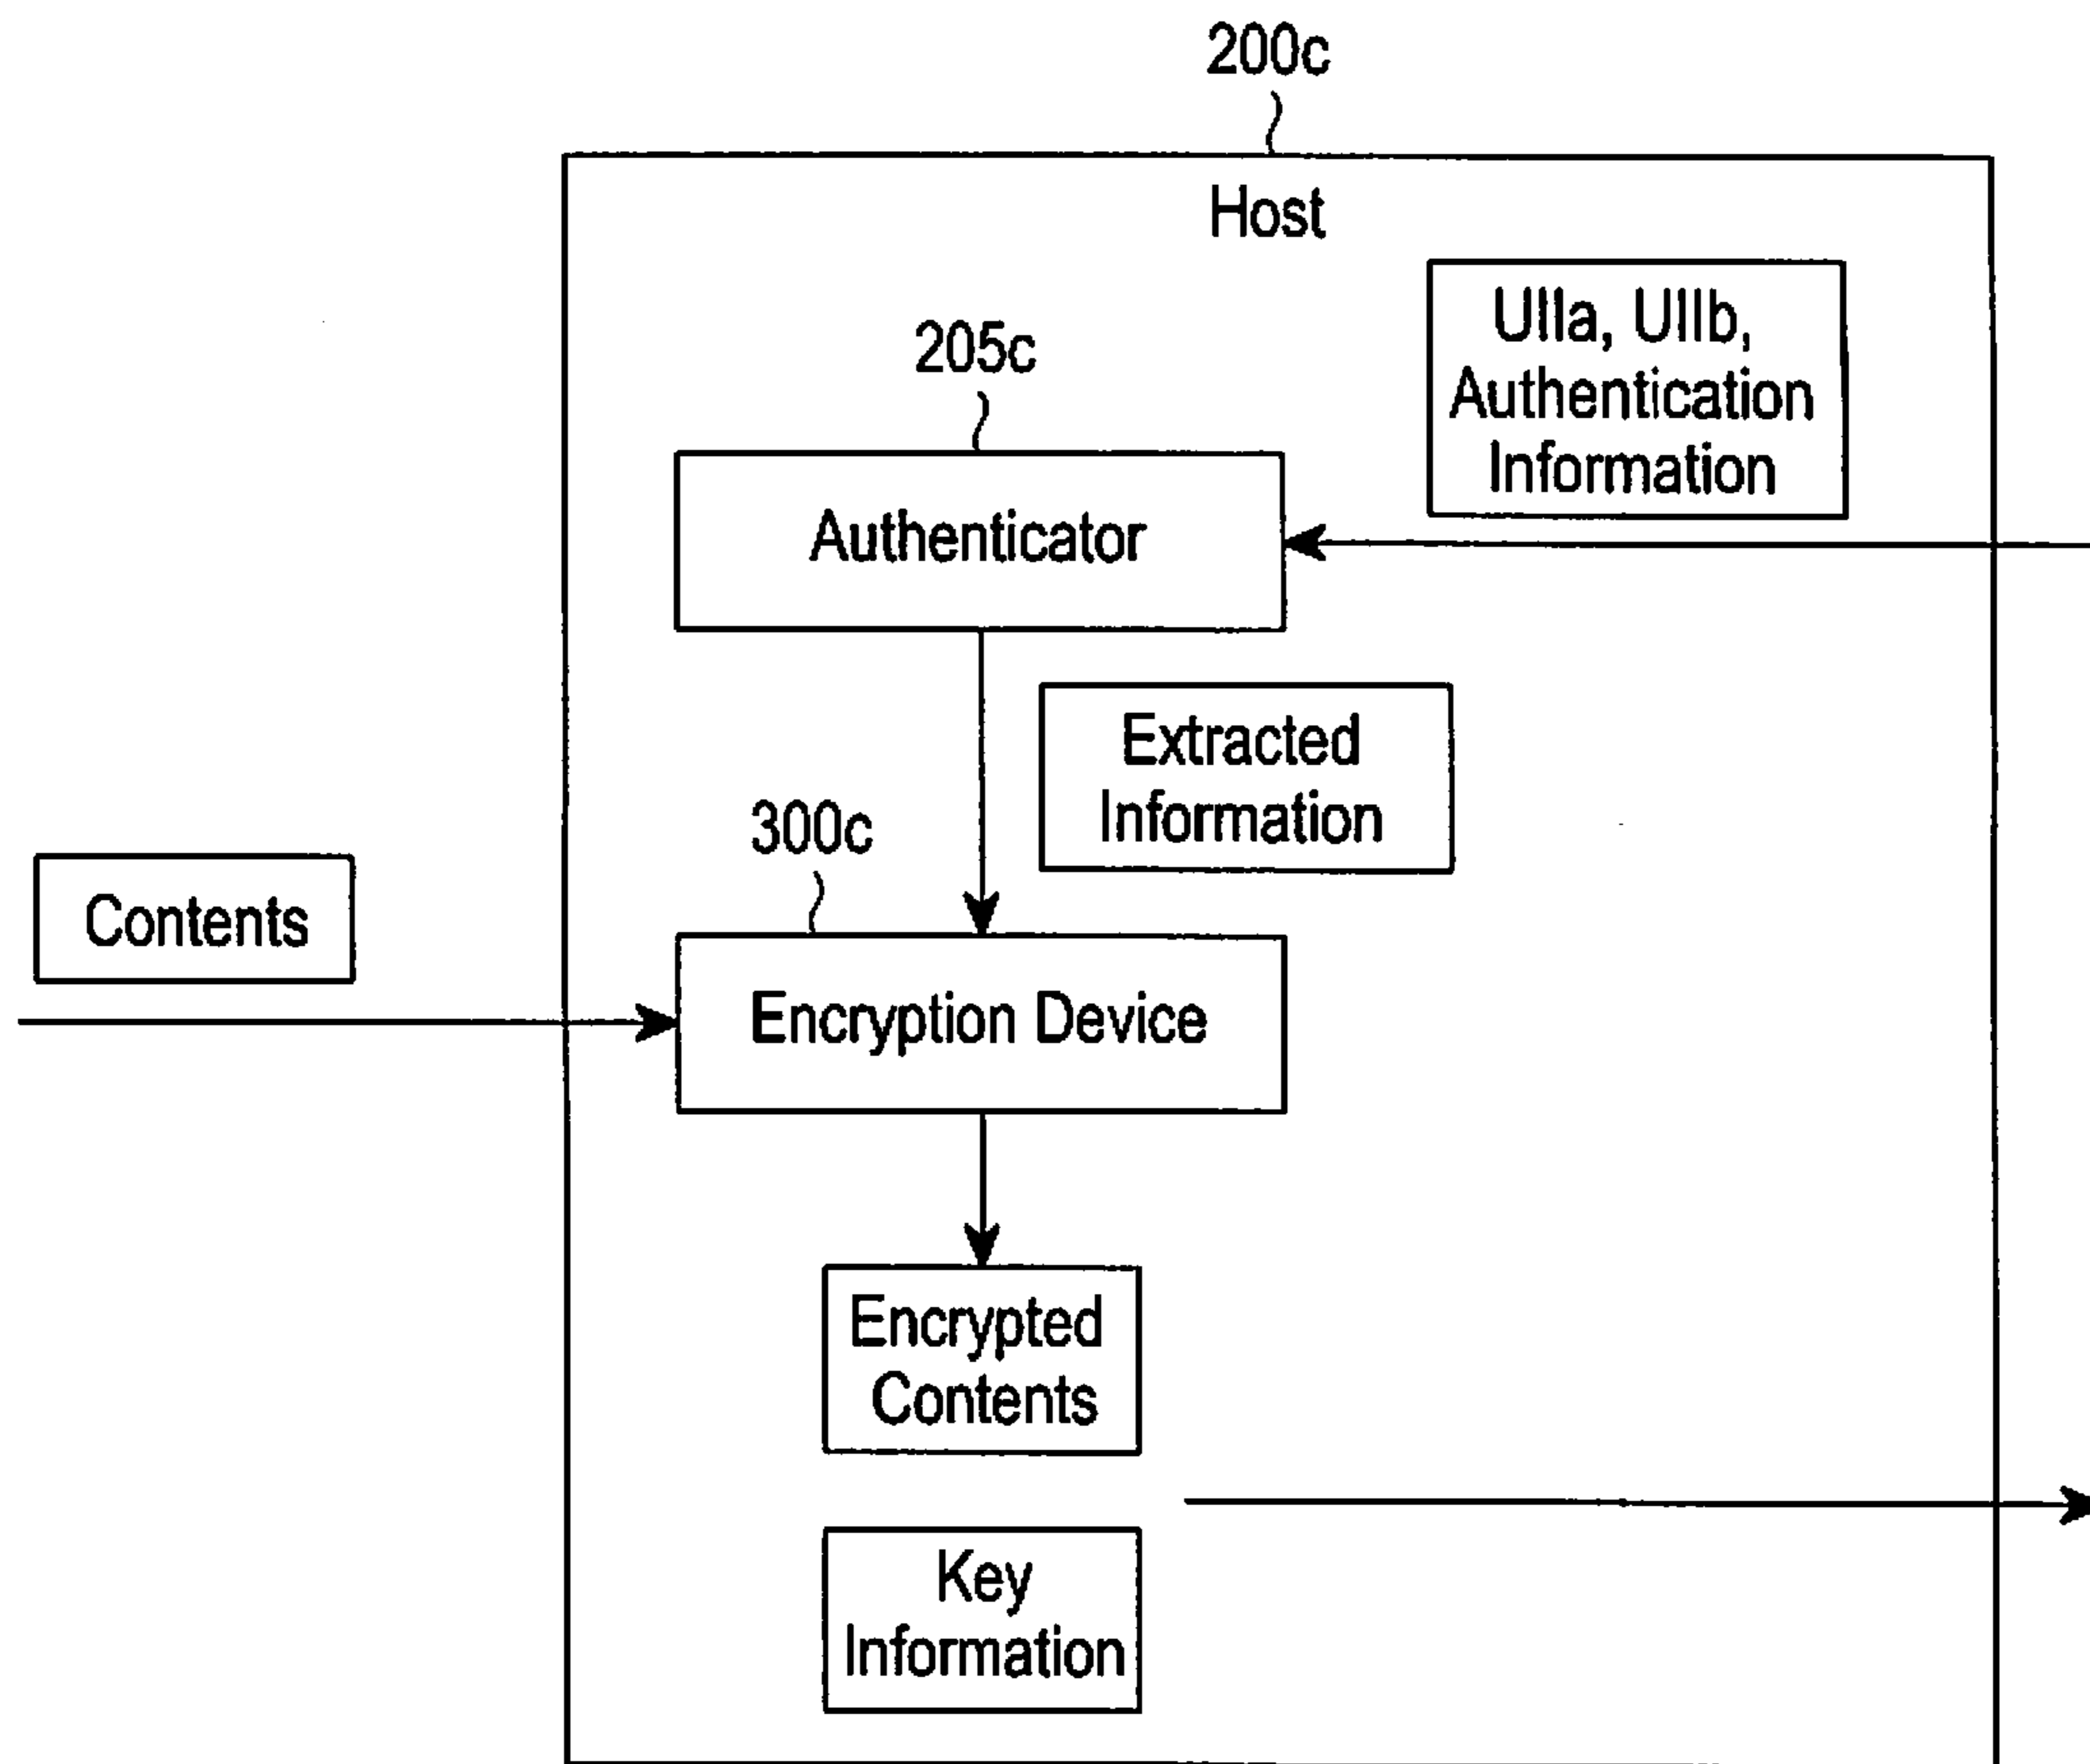 200c
Host
UIIa, UIIb,
Authentication
Information
205c
Authenticator
Extracted
Information
300c
Contents
Encryption Device
Encrypted
Contents
Key
Information